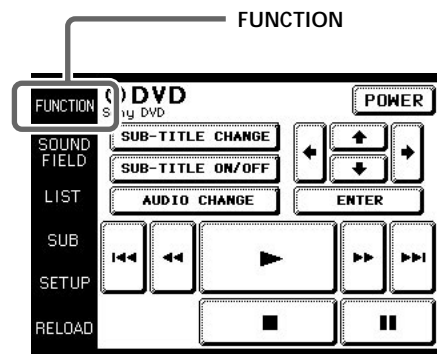 FUNCTION
FUNCTION
DVD
POWER
Sony DVD
SOUND
FIELD
SUB-TITLE CHANGE
SUB-TITLE ON/OFF
LIST
AUDIO CHANGE
ENTER
SUB
SETUP
RELOAD